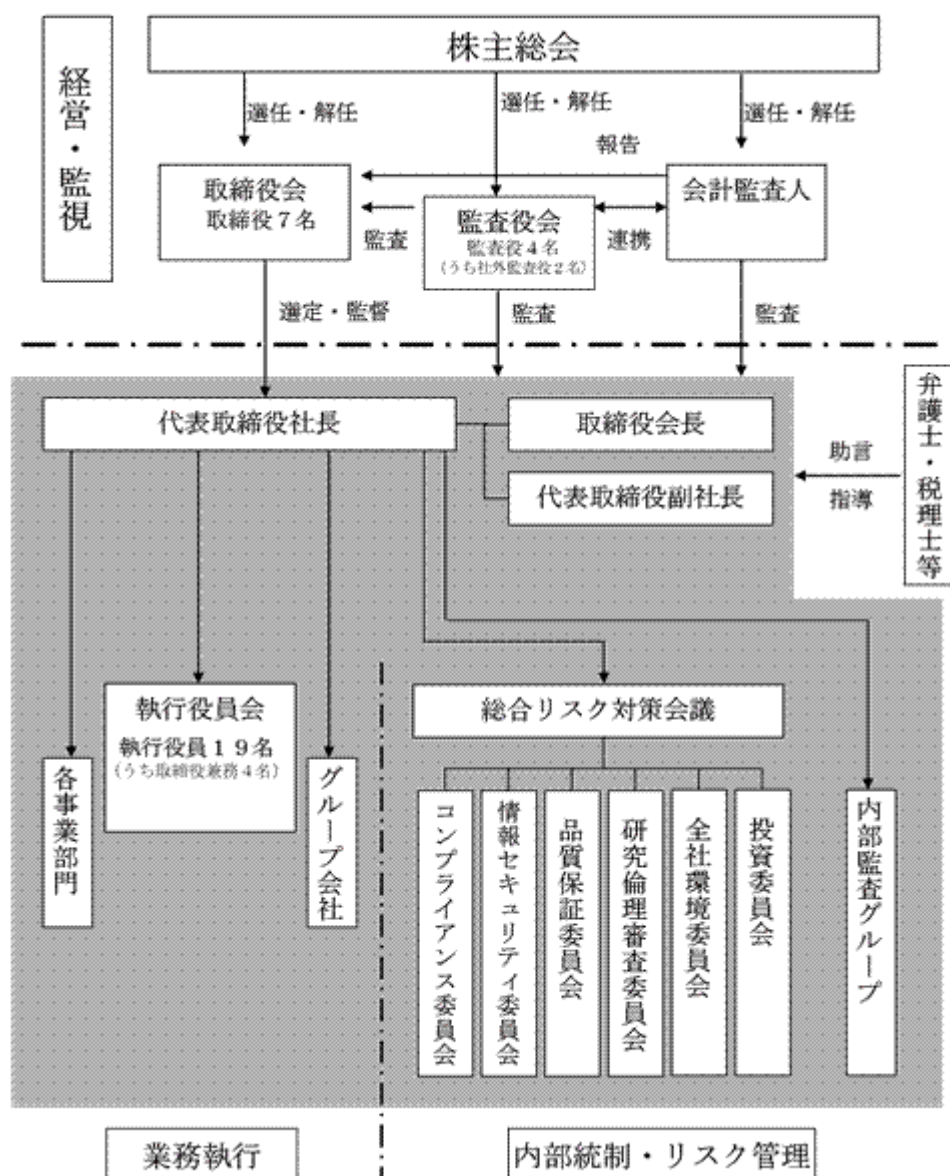 株主総会
経営・監視
選任・解任
選任・解任
選任・解任
報告
取締役会
取締役７名
監査
監査役会
監査役４名
(うち社外監査役２名)
連携
会計監査人
選定・監督
監査
監査
弁護士・税理士等
助言
指導
代表取締役社長
取締役会長
代表取締役副社長
執行役員会
執行役員１９名
(うち取締役兼務４名)
各事業部門
グループ会社
総合リスク対策会議
コンプライアンス委員会
情報セキュリティ委員会
品質保証委員会
研究倫理審査委員会
全社環境委員会
投資委員会
内部監査グループ
業務執行
内部統制・リスク管理